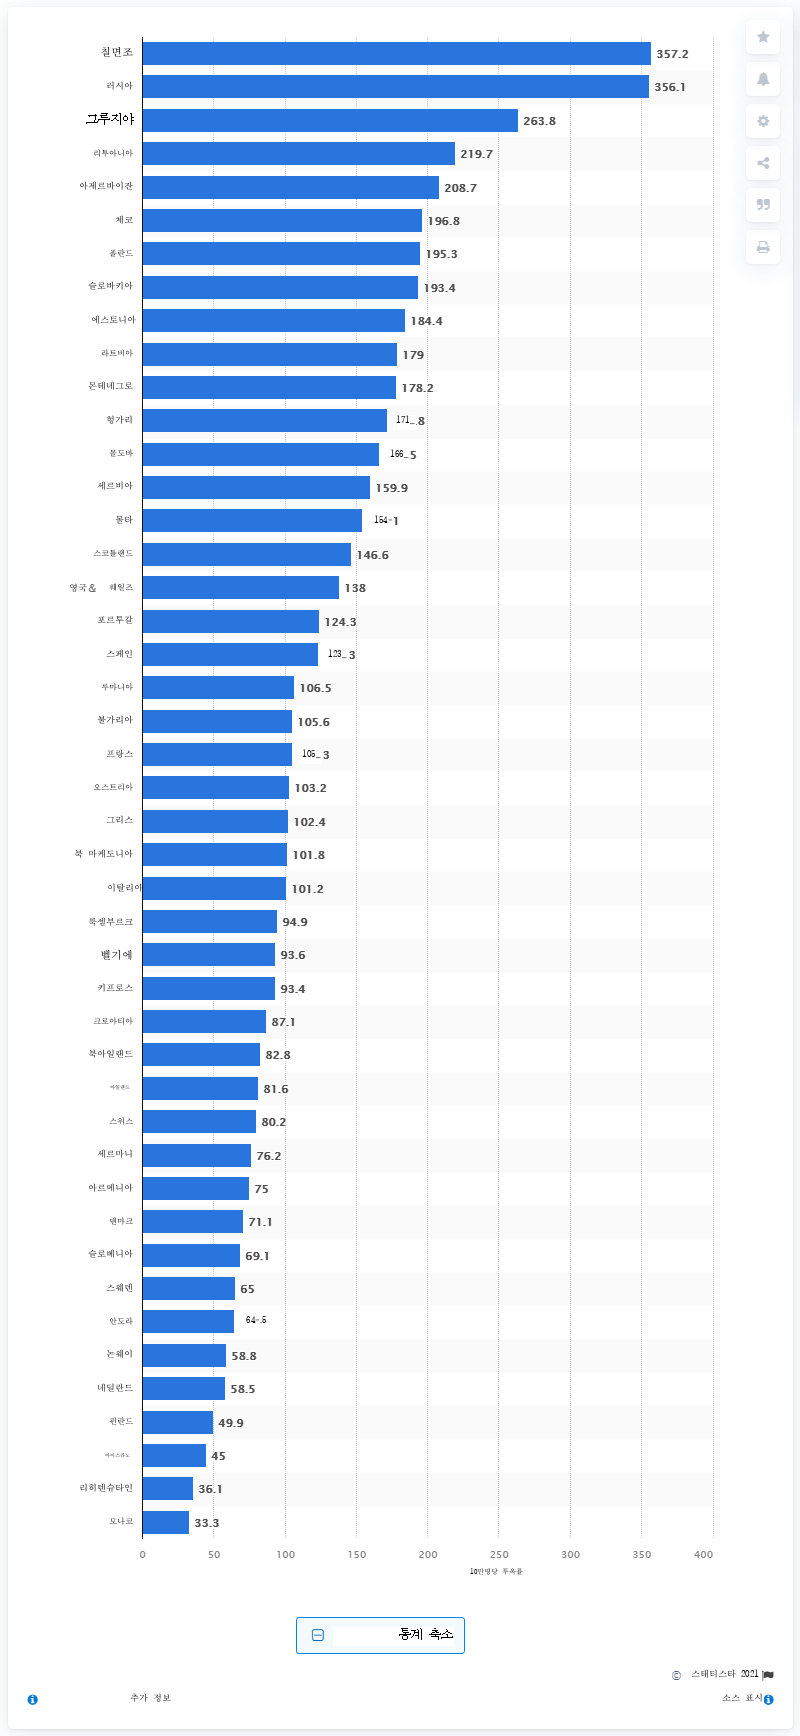 칠면조 357.2
러시아 356.1
그루지야 263.8
리투아니아 219.7
아제르바이잔 208.7
체코 196.8
폴란드 195.3
슬로바키아 193.4
에스토니아 184.4
라트비아 179
몬테네그로 178.2
헝가리 171_.8
몰도바 166_5
세르비아 159.9
몰타 154-1
스코틀랜드 146.6
영국& 웨일즈 138
포르투갈 124.3
스페인 123_3
루마니아 106.5
불가리아 105.6
프랑스 105_3
오스트리아 103.2
그리스 102.4
북 마케도니아 101.8
이탈리아 101.2
룩셈부르크 94.9
벨기에 93.6
키프로스 93.4
크로아티아 87.1
북아일랜드 82.8
아일랜드 81.6
스위스 80.2
세르마니 76.2
아르메니아 75
덴마크 71.1
슬로베니아 69.1
스웨덴 65
안도라 64-.5
논웨이 58.8
네덜란드 58.5
핀란드 49.9
45
리히텐슈타인 36.1
모나코 33.3
0 50 100 150 200 250 300 350 400
10만명당 투옥률
통계 축소
© 스태티스타 2021
추가 정보 소스 표시